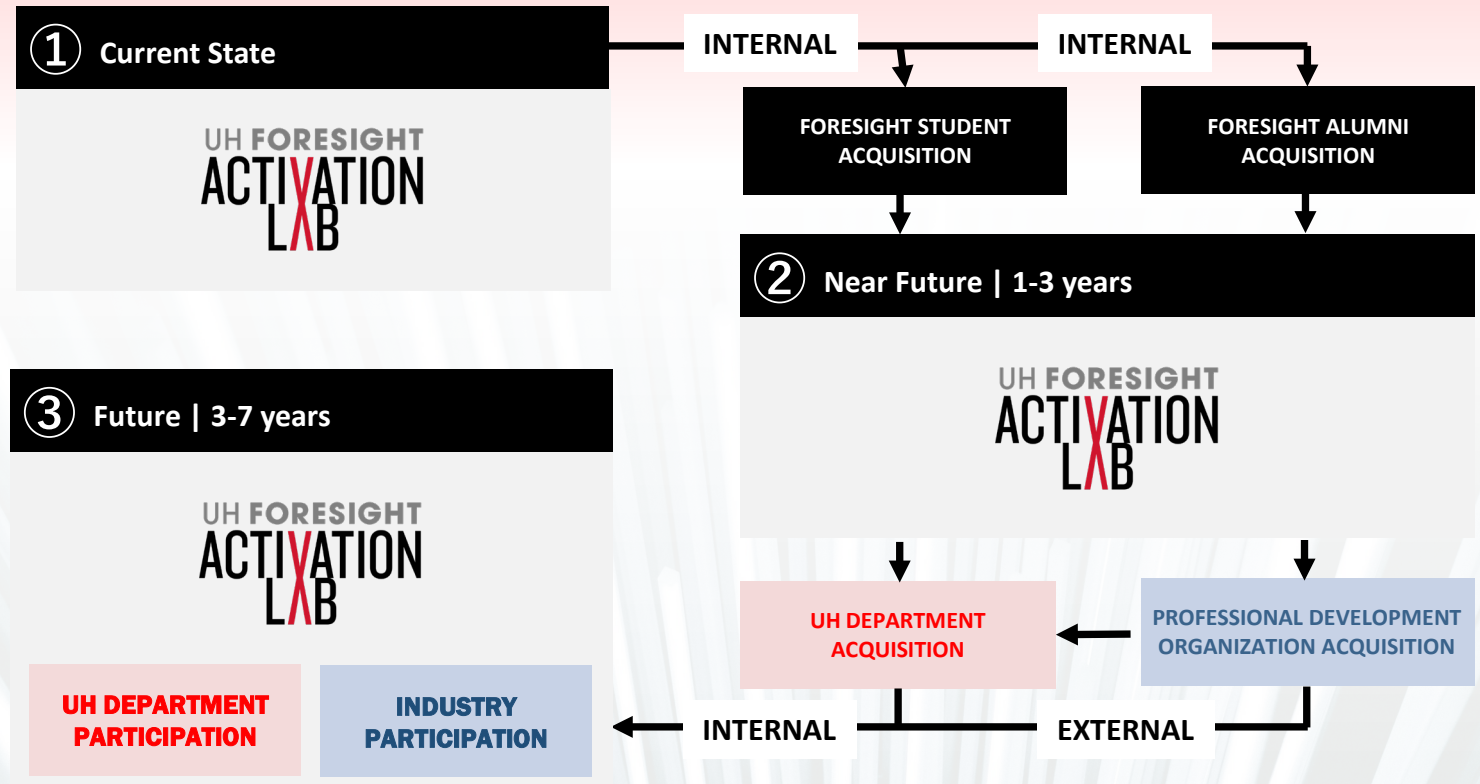 ① Current State
UH FORESIGHT
ACTIVATION
LAB
INTERNAL
INTERNAL
FORESIGHT STUDENT
ACQUISITION
FORESIGHT ALUMNI
ACQUISITION
② Near Future | 1-3 years
UH FORESIGHT
ACTIVATION
LAB
UH DEPARTMENT
ACQUISITION
PROFESSIONAL DEVELOPMENT
ORGANIZATION ACQUISITION
INTERNAL
EXTERNAL
③ Future | 3-7 years
UH FORESIGHT
ACTIVATION
LAB
UH DEPARTMENT
PARTICIPATION
INDUSTRY
PARTICIPATION